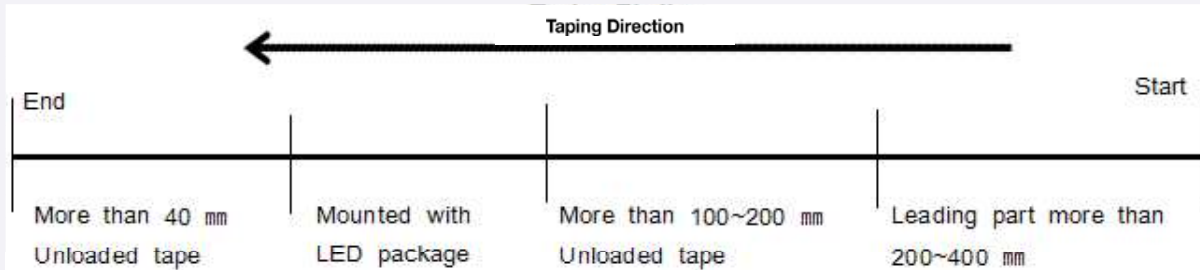 Taping Direction
Start
End
More than 40 ㎜
Unloaded tape
Mounted with
LED package
More than 100~200 ㎜
Unloaded tape
Leading part more than
200~400 ㎜